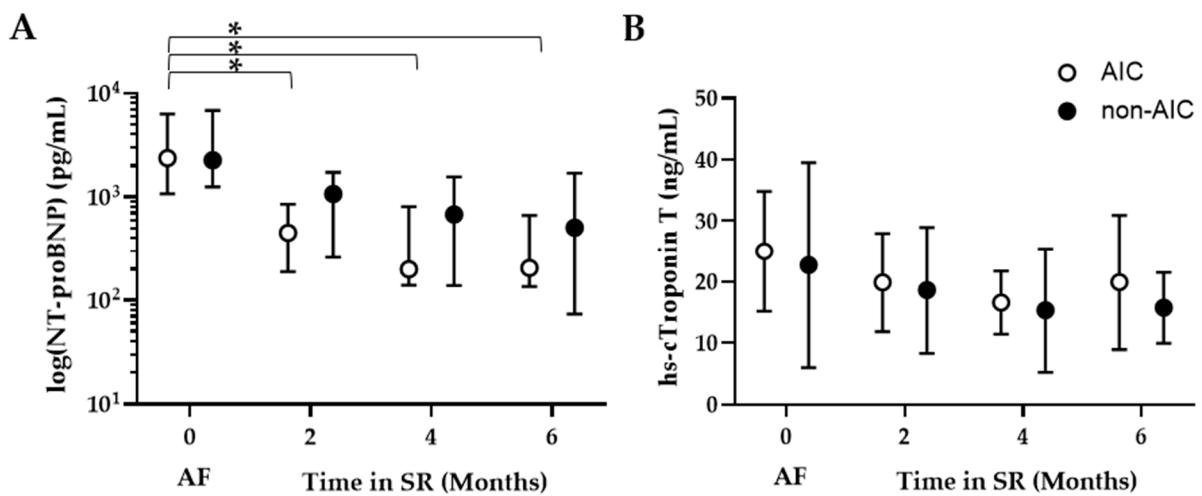 A
* 
*
*
log(NT-proBNP) (pg/mL)
10⁴
10³
10²
10¹
0
2
4
6
AF
Time in SR (Months)
B
AIC
non-AIC
hs-cTroponin T (ng/mL)
50
40
30
20
10
0
0
2
4
6
AF
Time in SR (Months)